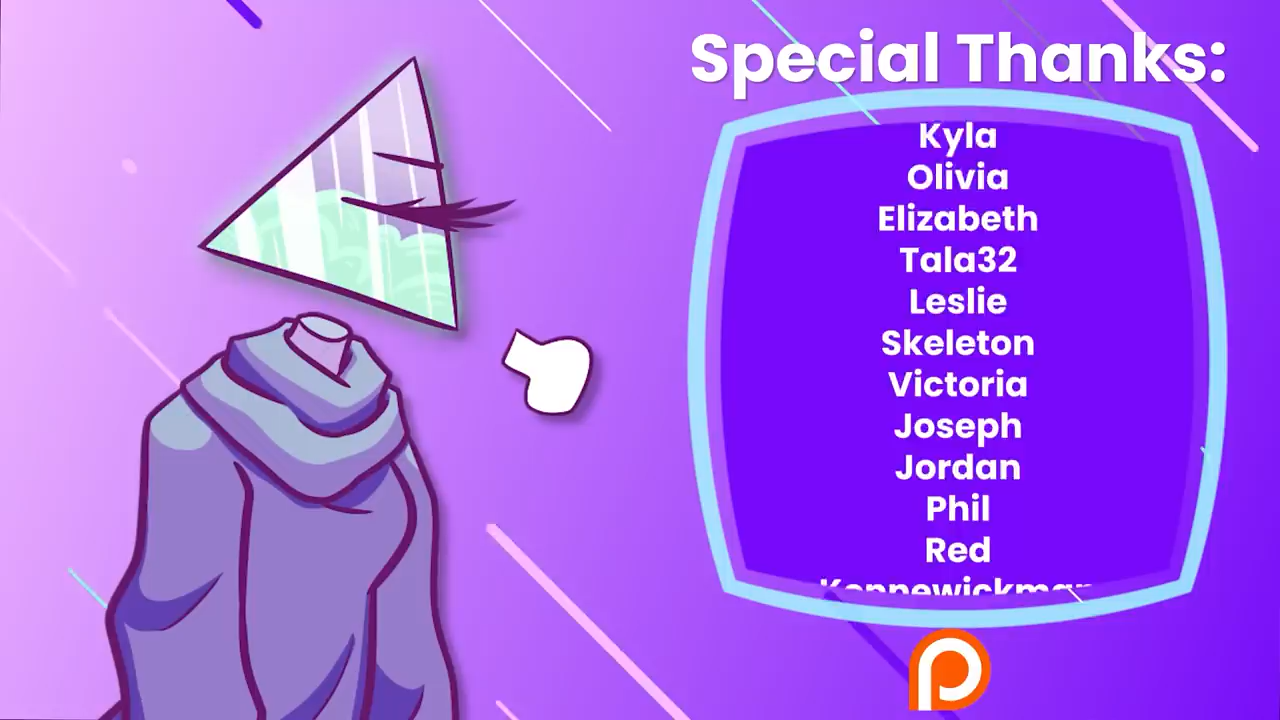 Special Thanks:
Kyla
Olivia
Elizabeth
Tala32
Leslie
Skeleton
Victoria
Joseph
Jordan
Phil
Red